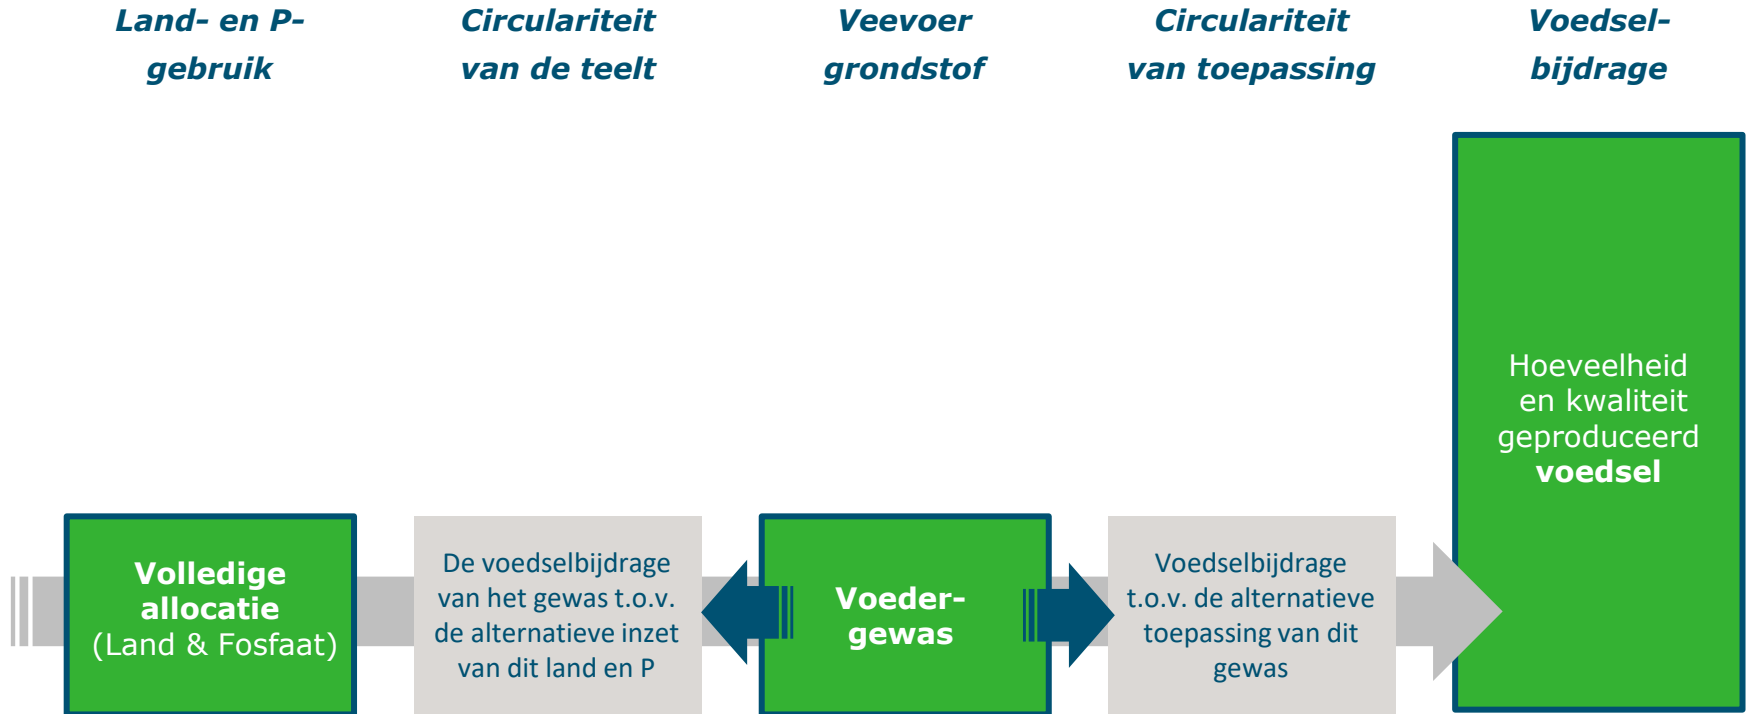 Land- en P-
gebruik
Circulariteit
van de teelt
Veevoer
grondstof
Circulariteit
van toepassing
Voedsel-
bijdrage
Volledige
allocatie
(Land & Fosfaat)
De voedselbijdrage
van het gewas t.o.v.
de alternatieve inzet
van dit land en P
Voeder-
gewas
Voedselbijdrage
t.o.v. de alternatieve
toepassing van dit
gewas
Hoeveelheid
en kwaliteit
geproduceerd
voedsel